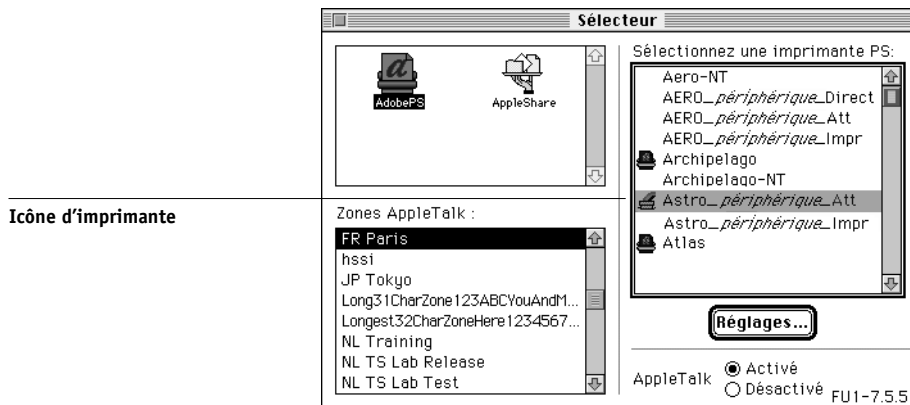 Sélecteur
AdobePS
AppleShare
Sélectionnez une imprimante PS:
Aero-NT
AERO_périphérique_Direct
AERO_périphérique_Att
AERO_périphérique_Impr
Archipelago
Archipelago-NT
Astro_périphérique_Att
Astro_périphérique_Impr
Atlas
Icône d’imprimante
Zones AppleTalk :
FR Paris
hssi
JP Tokyo
Long31CharZone123ABCYouAndM...
Longest32CharZoneHere1234567...
NL Training
NL TS Lab Release
NL TS Lab Test
Réglages...
AppleTalk
Activé
Désactivé
FU1-7.5.5